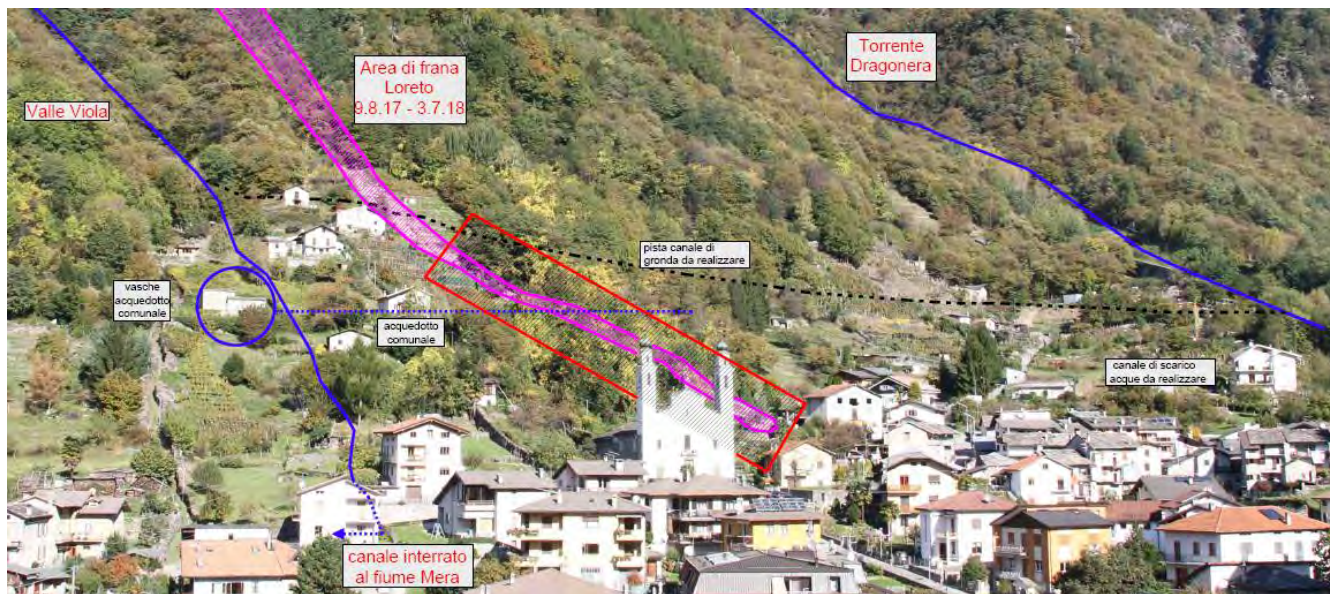 Torrente
Dragonera
Area di frana
Loreto
9.8.17 - 3.7.18
Valle Viola
pista canale di
gronda da realizzare
vasche
acquedotto
comunale
acquedotto
comunale
canale di scarico
acque da realizzare
canale interrato
al fiume Mera